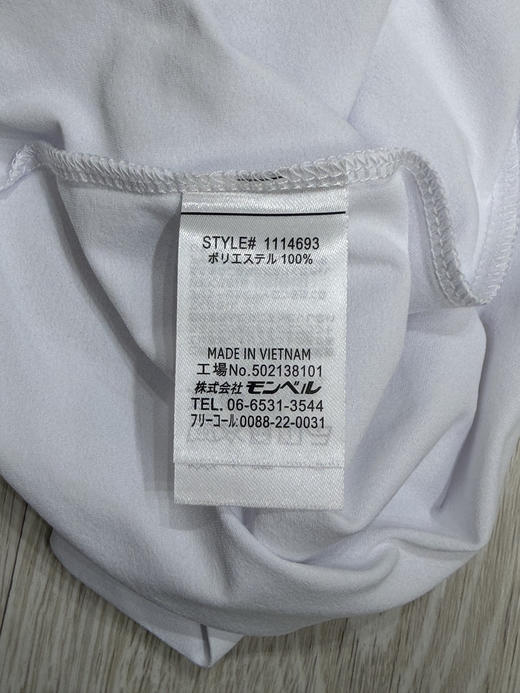 STYLE# 1114693
ポリエステル 100%
MADE IN VIETNAM
工場No.502138101
株式会社 モンベル
TEL. 06-6531-3544
フリーコール:0088-22-0031